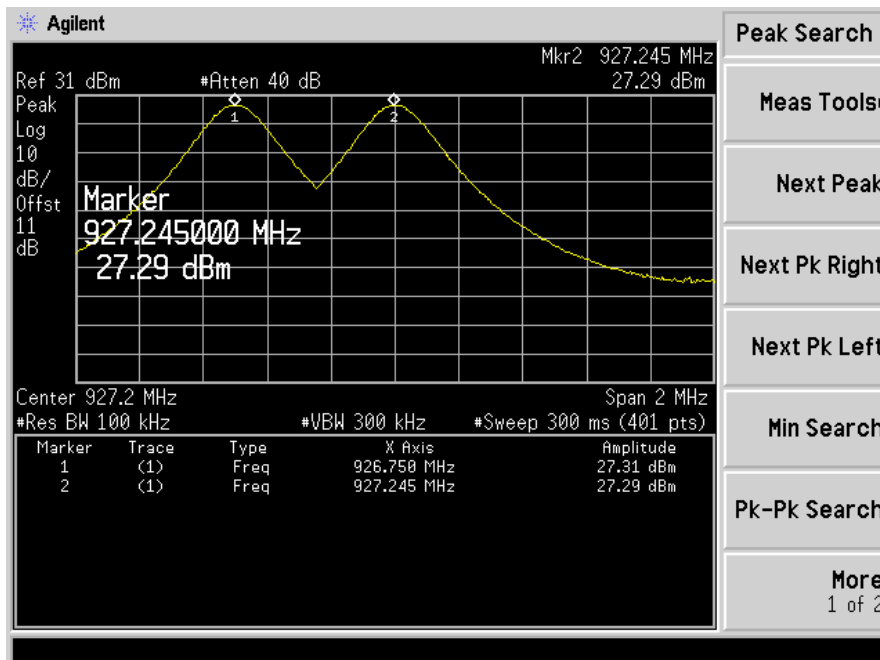 Agilent
Peak Search
Mkr2 927.245 MHz
Ref 31 dBm #Atten 40 dB 27.29 dBm
Peak
Log
10
dB/
Offst
11
dB
1
2
Marker
927.245000 MHz
27.29 dBm
Center 927.2 MHz Span 2 MHz
#Res BW 100 kHz #VBW 300 kHz #Sweep 300 ms (401 pts)
Marker Trace Type X Axis Amplitude
1 (1) Freq 926.750 MHz 27.31 dBm
2 (1) Freq 927.245 MHz 27.29 dBm
Meas Tools
Next Peak
Next Pk Right
Next Pk Left
Min Search
Pk-Pk Search
More
1 of 2